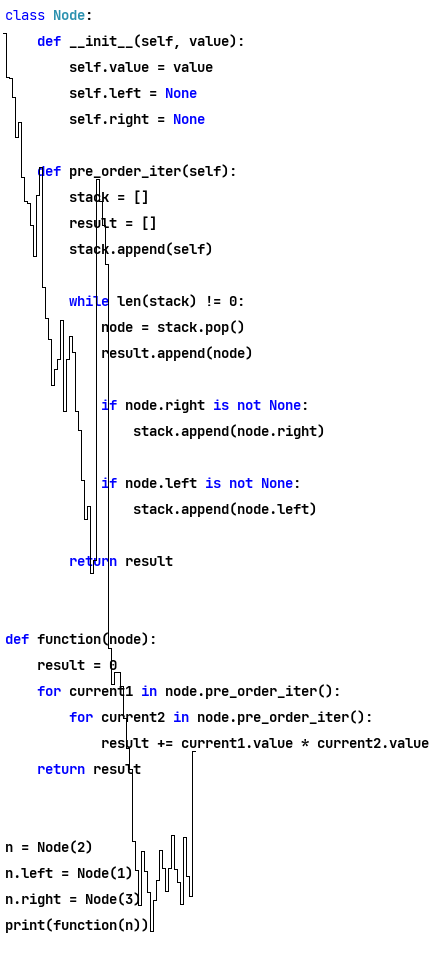 class Node:
    def __init__(self, value):
        self.value = value
        self.left = None
        self.right = None

    def pre_order_iter(self):
        stack = []
        result = []
        stack.append(self)

        while len(stack) != 0:
            node = stack.pop()
            result.append(node)

            if node.right is not None:
                stack.append(node.right)

            if node.left is not None:
                stack.append(node.left)

        return result


def function(node):
    result = 0
    for current1 in node.pre_order_iter():
        for current2 in node.pre_order_iter():
            result += current1.value * current2.value
    return result


n = Node(2)
n.left = Node(1)
n.right = Node(3)
print(function(n))